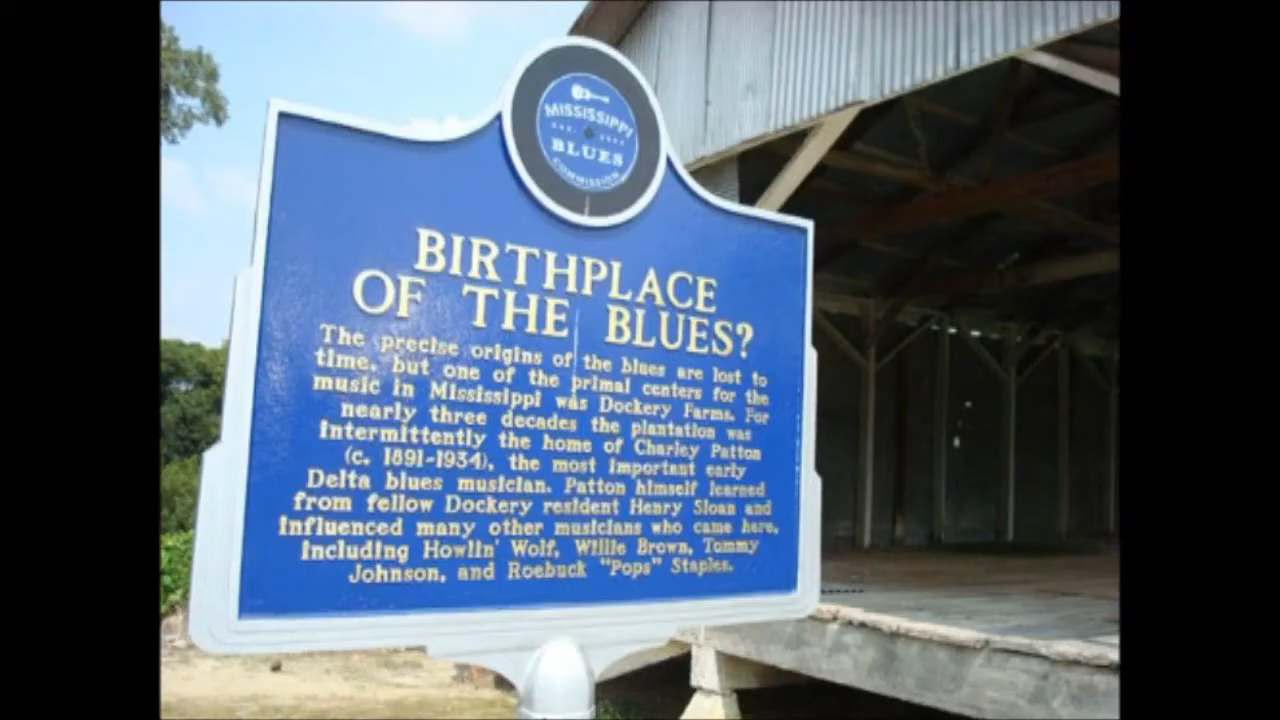 MISSISSIPPI
BLUES
COMMISSION
BIRTHPLACE
OF THE BLUES?
The precise origins of the blues are lost to
time, but one of the primal centers for the
music in Mississippi was Dockery Farms. For
nearly three decades the plantation was
intermittently the home of Charley Patton
(c. 1891-1934), the most important early
Delta blues musician. Patton himself learned
from fellow Dockery resident Henry Sloan and
influenced many other musicians who came here,
including Howlin' Wolf, Willie Brown, Tommy
Johnson, and Roebuck "Pops" Staples.